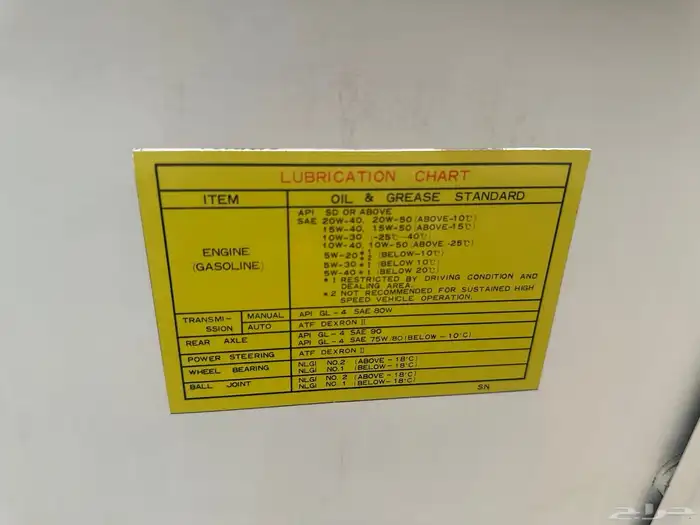 LUBRICATION CHART
ITEM OIL & GREASE STANDARD
ENGINE (GASOLINE)
API SD OR ABOVE
SAE 20W-40, 20W-50 (ABOVE-10℃)
15W-40, 15W-50 (ABOVE-15℃)
10W-30 (-25℃~40℃)
10W-40, 10W-50 (ABOVE-25℃)
5W-20 *1 *2 (BELOW-10℃)
5W-30 *1 (BELOW 10℃)
5W-40 *1 (BELOW 20℃)
*1 RESTRICTED BY DRIVING CONDITION AND
DEALING AREA.
*2 NOT RECOMMENDED FOR SUSTAINED HIGH
SPEED VEHICLE OPERATION.
TRANSMI-SSION MANUAL API GL-4 SAE 80W
AUTO ATF DEXRON II
REAR AXLE API GL-4 SAE 90
API GL-4 SAE 75W/80 (BELOW-10℃)
POWER STEERING ATF DEXRON II
WHEEL BEARING NLGI NO.2 (ABOVE-18℃)
NLGI NO.1 (BELOW-18℃)
BALL JOINT NLGI NO.2 (ABOVE-18℃)
NLGI NO.1 (BELOW-18℃)
SN
حراج